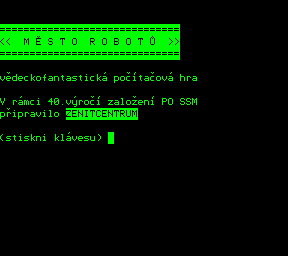 << MĚSTO ROBOTŮ >>
vědeckofantastická počítačová hra
V rámci 40.výročí založení PO SSM
připravilo ZENITCENTRUM
(stiskni klávesu)